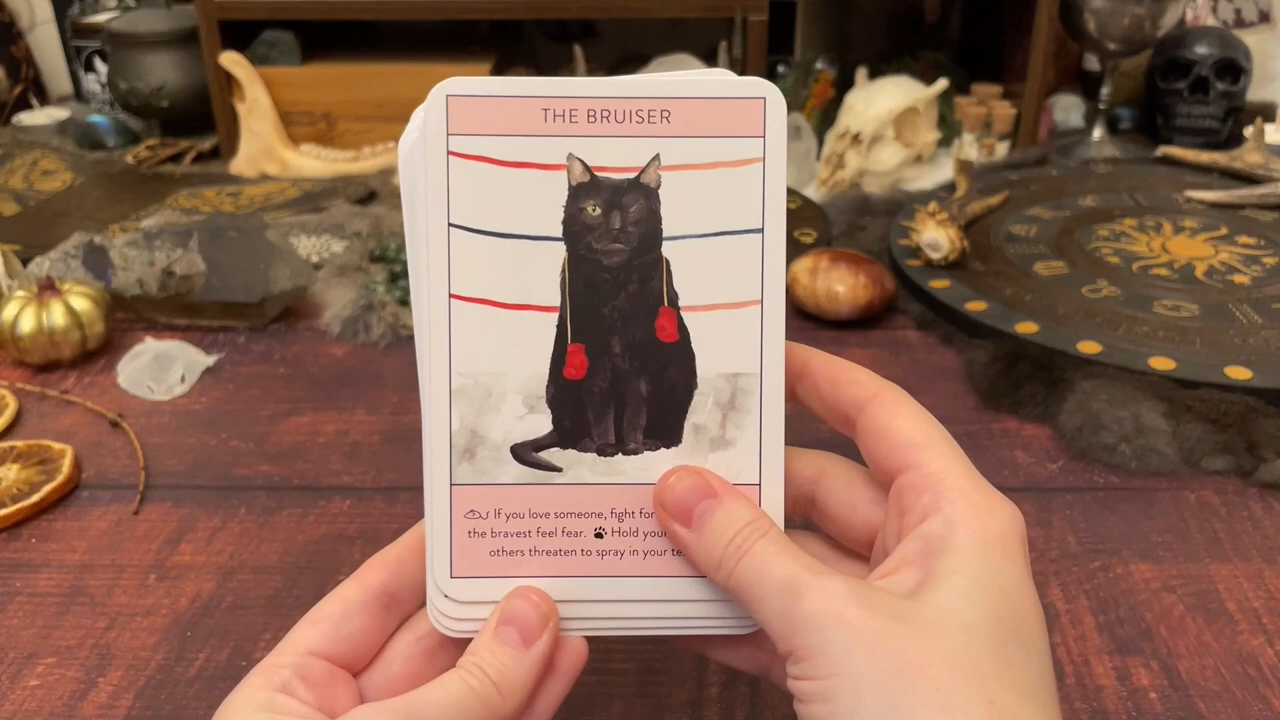 THE BRUISER
If you love someone, fight for
the bravest feel fear. Hold
others threaten to spray in your